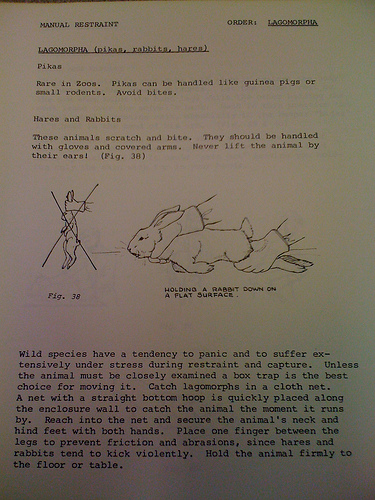 MANUAL RESTRAINT ORDER: LAGOMORPHA
LAGOMORPHA (pikas, rabbits, hares)
Pikas
Rare in Zoos. Pikas can be handled like guinea pigs or
small rodents. Avoid bites.
Hares and Rabbits
These animals scratch and bite. They should be handled
with gloves and covered arms. Never lift the animal by
their ears! (Fig. 38)
Fig. 38
HOLDING A RABBIT DOWN ON
A FLAT SURFACE.
Wild species have a tendency to panic and to suffer ex-
tensively under stress during restraint and capture. Unless
the animal must be closely examined a box trap is the best
choice for moving it. Catch lagomorphs in a cloth net.
A net with a straight bottom hoop is quickly placed along
the enclosure wall to catch the animal the moment it runs
by. Reach into the net and secure the animal's neck and
hind feet with both hands. Place one finger between the
legs to prevent friction and abrasions, since hares and
rabbits tend to kick violently. Hold the animal firmly to
the floor or table.